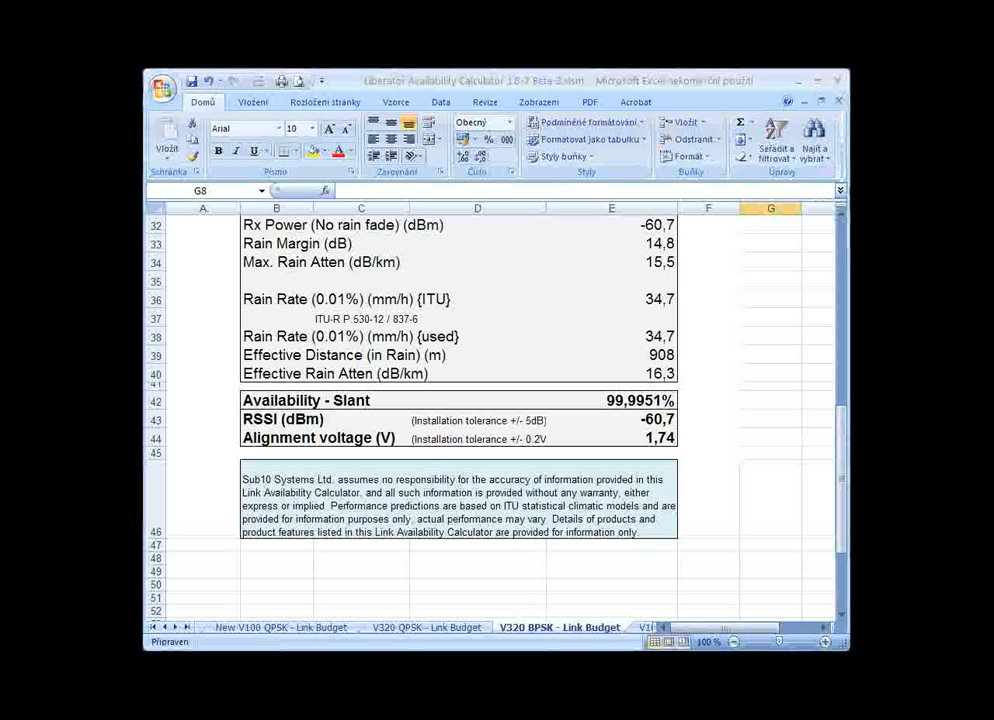 Liberator Availability Calculator 1.8-7 Beta-3.xlsm Microsoft Excel nekomerční použití
Domů Vložení Rozložení stránky Vzorce Data Revize Zobrazení PDF Acrobat
Arial 10 Obecný Podmíněné formátování Vložit Σ
Vložit Formátovat jako tabulku Odstranit Seřadit a filtrovat Najít a vybrat
B I U A % 000 Styly buňky Formát
Schránka Písmo Zarovnání Číslo Styly Buňky Úpravy
G8 fx
A B C D E F G
32 Rx Power (No rain fade) (dBm) -60,7
33 Rain Margin (dB) 14,8
34 Max. Rain Atten (dB/km) 15,5
35
36 Rain Rate (0.01%) (mm/h) {ITU} 34,7
37 ITU-R P.530-12 / 837-6
38 Rain Rate (0.01%) (mm/h) {used} 34,7
39 Effective Distance (in Rain) (m) 908
40 Effective Rain Atten (dB/km) 16,3
41
42 Availability - Slant 99,9951%
43 RSSI (dBm) (Installation tolerance +/- 5dB) -60,7
44 Alignment voltage (V) (Installation tolerance +/- 0.2V 1,74
45
Sub10 Systems Ltd. assumes no responsibility for the accuracy of information provided in this
Link Availability Calculator, and all such information is provided without any warranty, either
express or implied. Performance predictions are based on ITU statistical climatic models and are
provided for information purposes only, actual performance may vary. Details of products and
46 product features listed in this Link Availability Calculator are provided for information only.
47
48
49
50
51
52
New V100 QPSK - Link Budget V320 QPSK - Link Budget V320 BPSK - Link Budget
Připraven 100 %